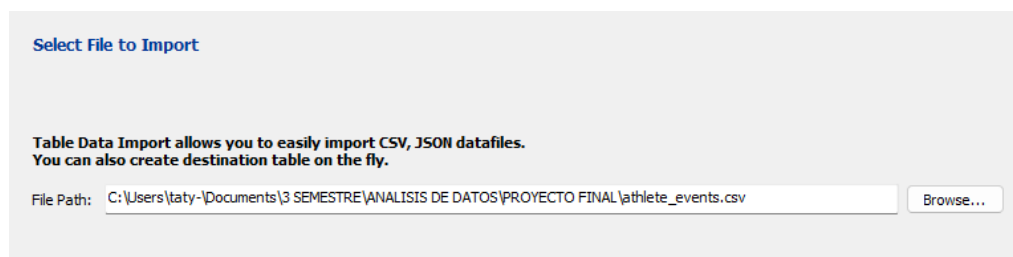 Select File to Import
Table Data Import allows you to easily import CSV, JSON datafiles.
You can also create destination table on the fly.
File Path: C:\Users\taty-\Documents\3 SEMESTRE\ANALISIS DE DATOS\PROYECTO FINAL\athlete_events.csv Browse...